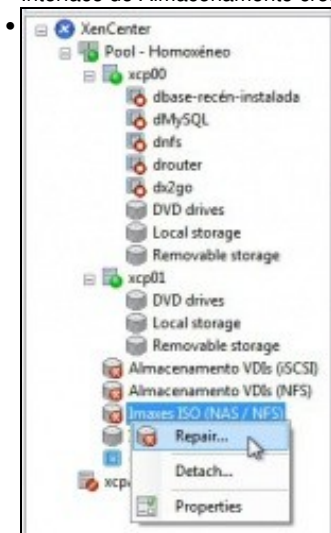 XenCenter
Pool - Homoxéneo
xcp00
dbase-recén-instalada
dMySQL
dnfs
drouter
dx2go
DVD drives
Local storage
Removable storage
xcp01
DVD drives
Local storage
Removable storage
Almacenamento VDIs (iSCSI)
Almacenamento VDIs (NFS)
Imaxes ISO (NAS / NFS)
Repair...
Detach...
Properties